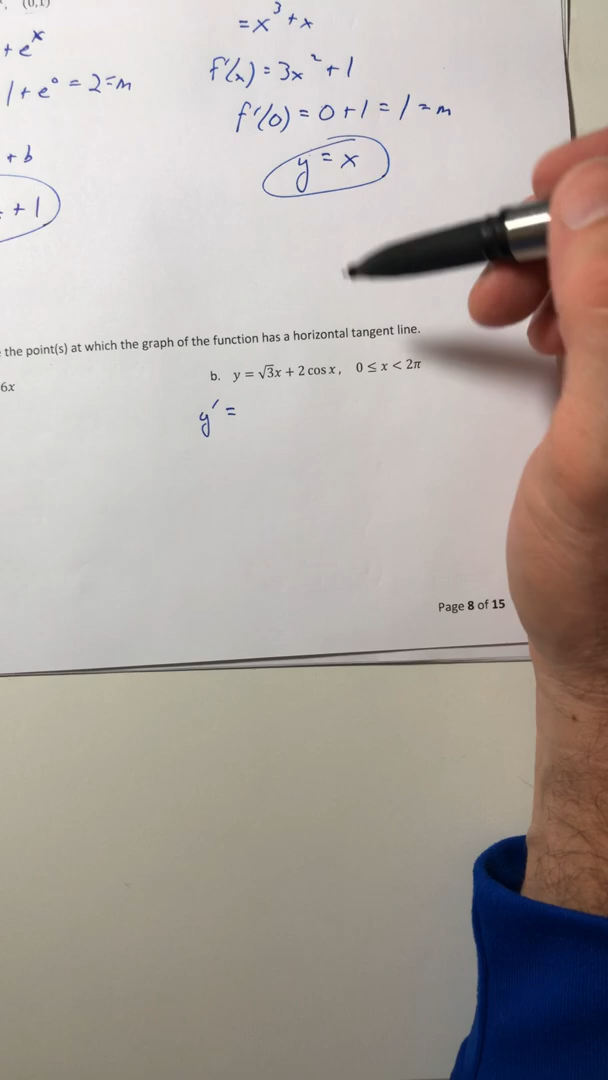 (0,1)
= x³ + x
+ eˣ
f'(x) = 3x² + 1
1 + e⁰ = 2 = m
f'(0) = 0 + 1 = 1 = m
+ b
y = x
+ 1
the point(s) at which the graph of the function has a horizontal tangent line.
6x
b. y = √3x + 2 cos x, 0 ≤ x < 2π
y' =
Page 8 of 15